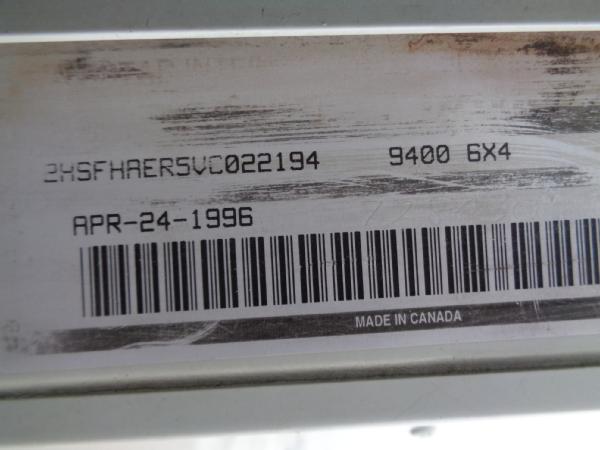 2HSFHAER5VC022194 9400 6X4
APR-24-1996
MADE IN CANADA